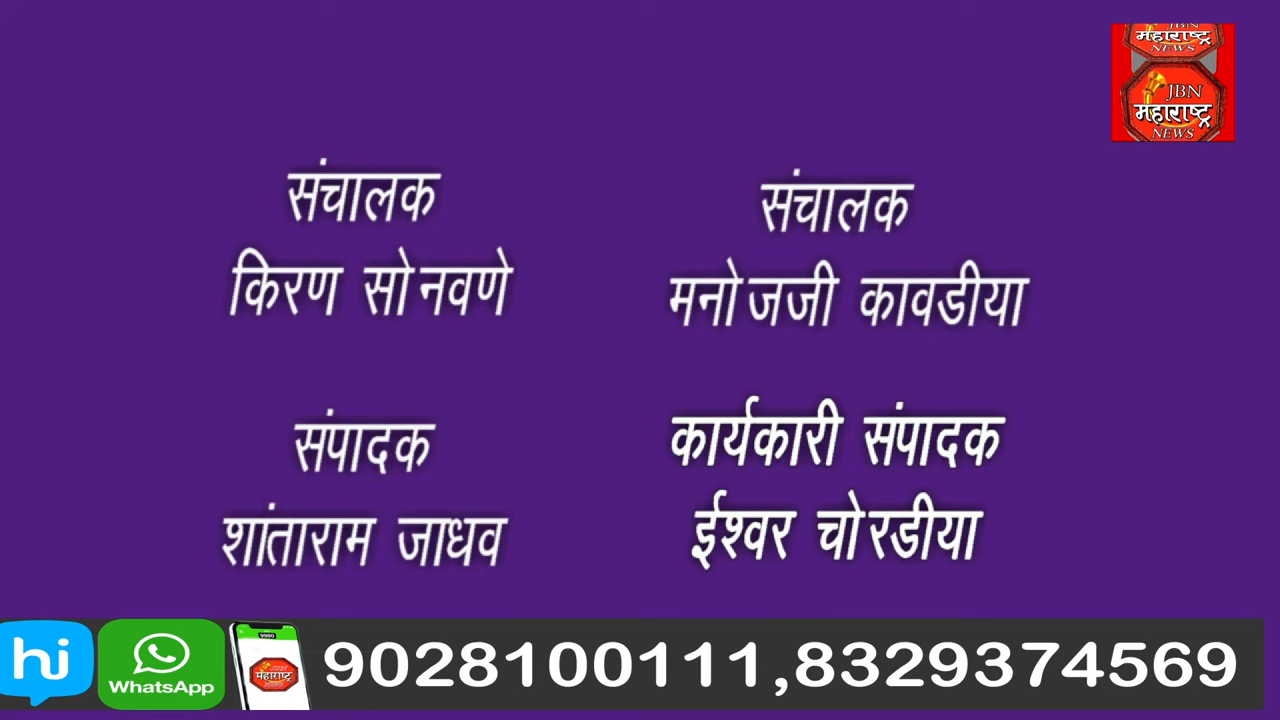 JBN
महाराष्ट्र
NEWS
संचालक
किरण सोनवणे
संचालक
मनोजजी कावडीया
संपादक
शांताराम जाधव
कार्यकारी संपादक
ईश्वर चोरडीया
hi
WhatsApp
महाराष्ट्र
9028100111,8329374569